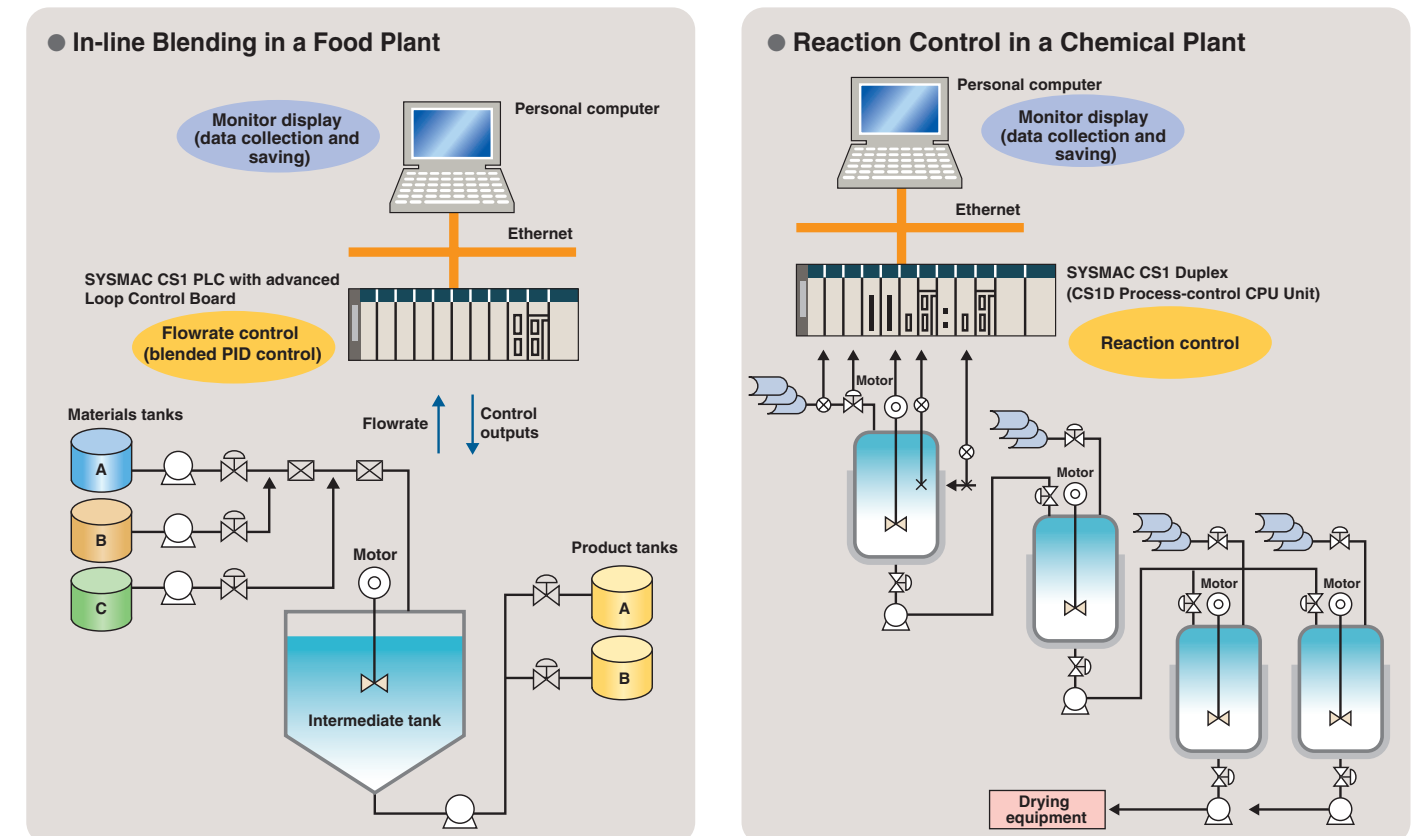 ● In-line Blending in a Food Plant
Monitor display
(data collection and
saving)
Personal computer
Ethernet
SYSMAC CS1 PLC with advanced
Loop Control Board
Flowrate control
(blended PID control)
Materials tanks
Flowrate
Control
outputs
A
B
C
Motor
Product tanks
A
B
Intermediate tank
● Reaction Control in a Chemical Plant
Personal computer
Monitor display
(data collection and
saving)
Ethernet
SYSMAC CS1 Duplex
(CS1D Process-control CPU Unit)
Reaction control
Motor
Motor
Motor
Motor
Drying
equipment